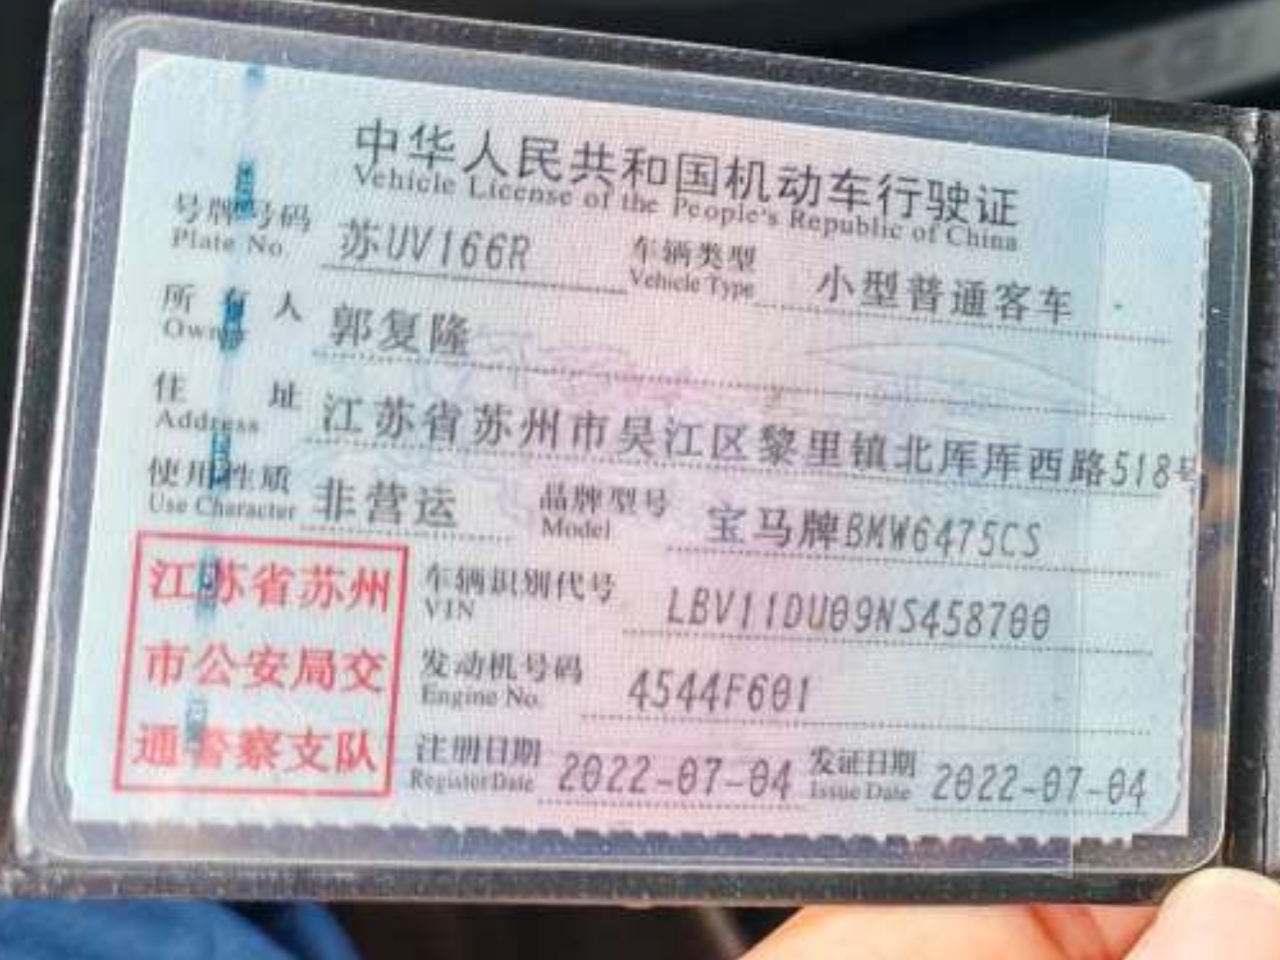 中华人民共和国机动车行驶证
Vehicle License of the People's Republic of China
号牌号码 苏UV166R 车辆类型 小型普通客车
Plate No. Vehicle Type
所有人 郭复隆
Owner
住址 江苏省苏州市吴江区黎里镇北厍厍西路518号
Address
使用性质 非营运 品牌型号 宝马牌BMW6475CS
Use Character Model
江苏省苏州
市公安局交
通警察支队
车辆识别代号 LBV11DU09NS458700
VIN
发动机号码 4544F601
Engine No.
注册日期 2022-07-04 发证日期 2022-07-04
Register Date Issue Date